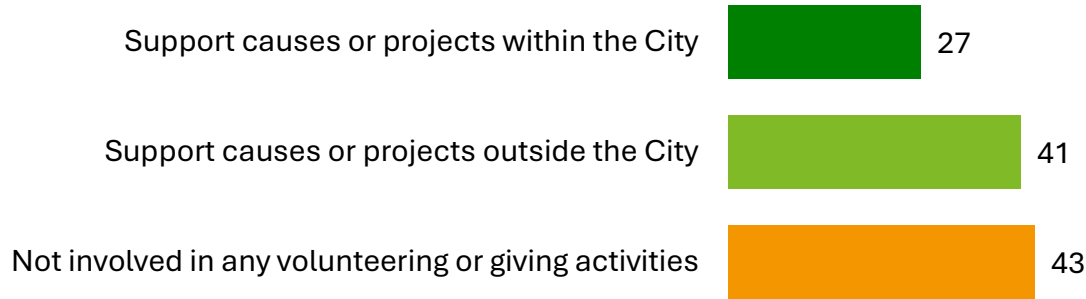 Support causes or projects within the City 27
Support causes or projects outside the City 41
Not involved in any volunteering or giving activities 43